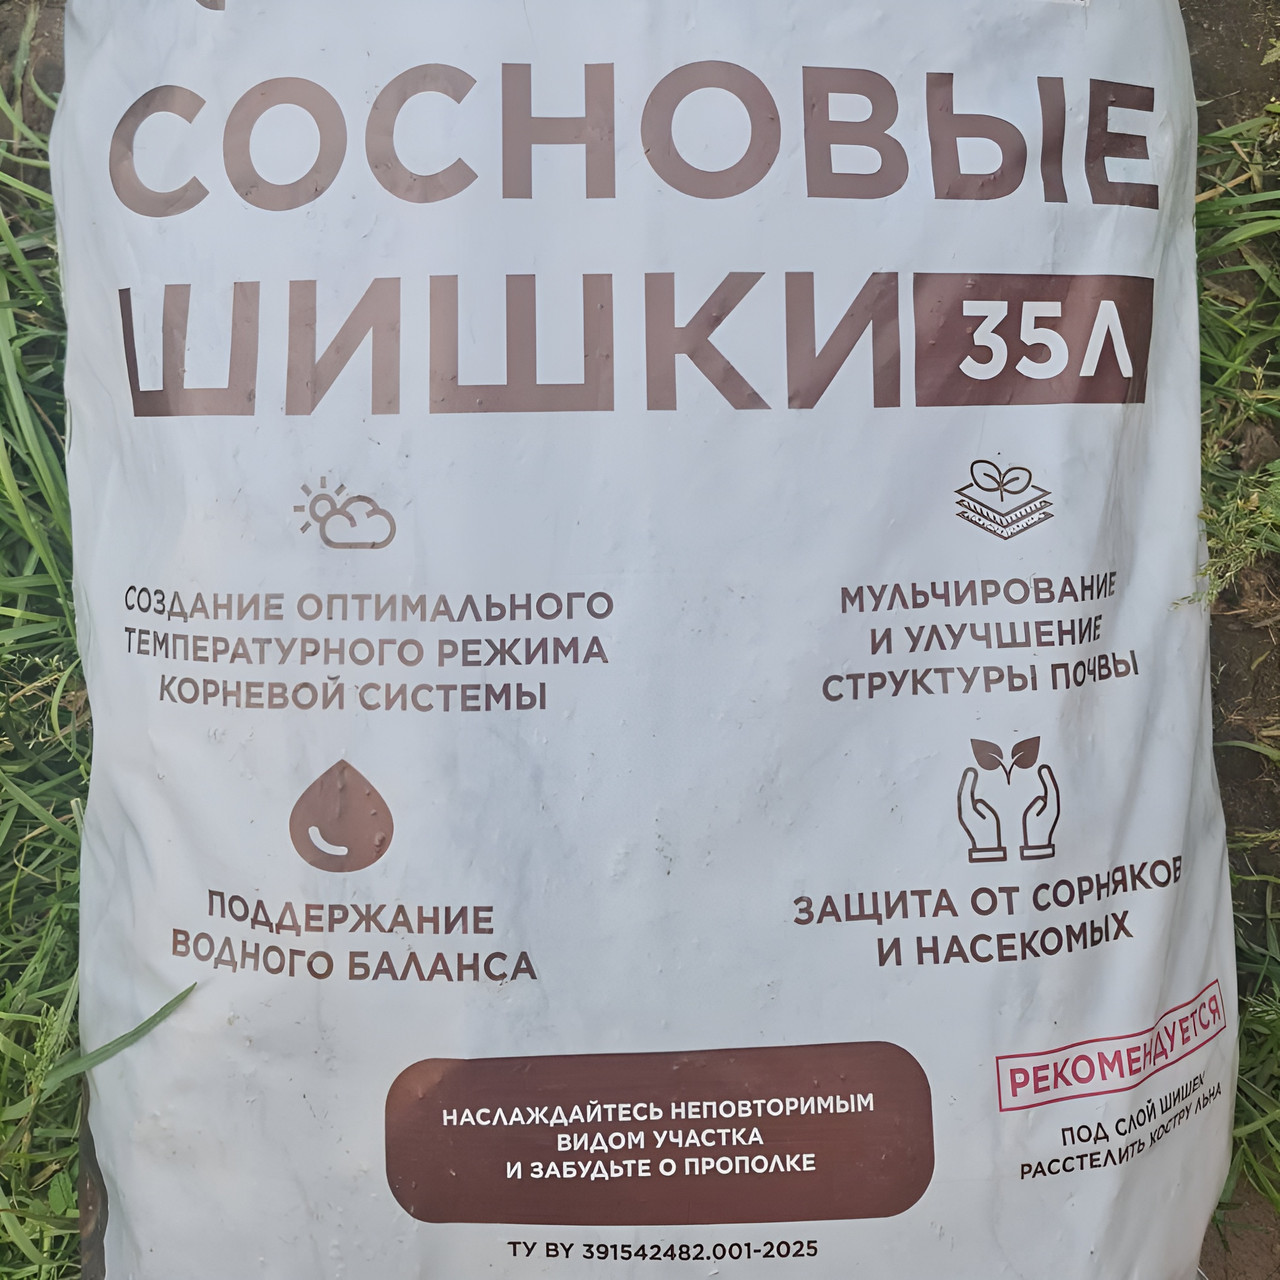 СОСНОВЫЕ
ШИШКИ 35Л
СОЗДАНИЕ ОПТИМАЛЬНОГО
ТЕМПЕРАТУРНОГО РЕЖИМА
КОРНЕВОЙ СИСТЕМЫ
МУЛЬЧИРОВАНИЕ
И УЛУЧШЕНИЕ
СТРУКТУРЫ ПОЧВЫ
ПОДДЕРЖАНИЕ
ВОДНОГО БАЛАНСА
ЗАЩИТА ОТ СОРНЯКОВ
И НАСЕКОМЫХ
РЕКОМЕНДУЕТСЯ
ПОД СЛОЙ ШИШЕК
РАССТЕЛИТЬ КОСТРУ ЛЬНА
НАСЛАЖДАЙТЕСЬ НЕПОВТОРИМЫМ
ВИДОМ УЧАСТКА
И ЗАБУДЬТЕ О ПРОПОЛКЕ
ТУ BY 391542482.001-2025